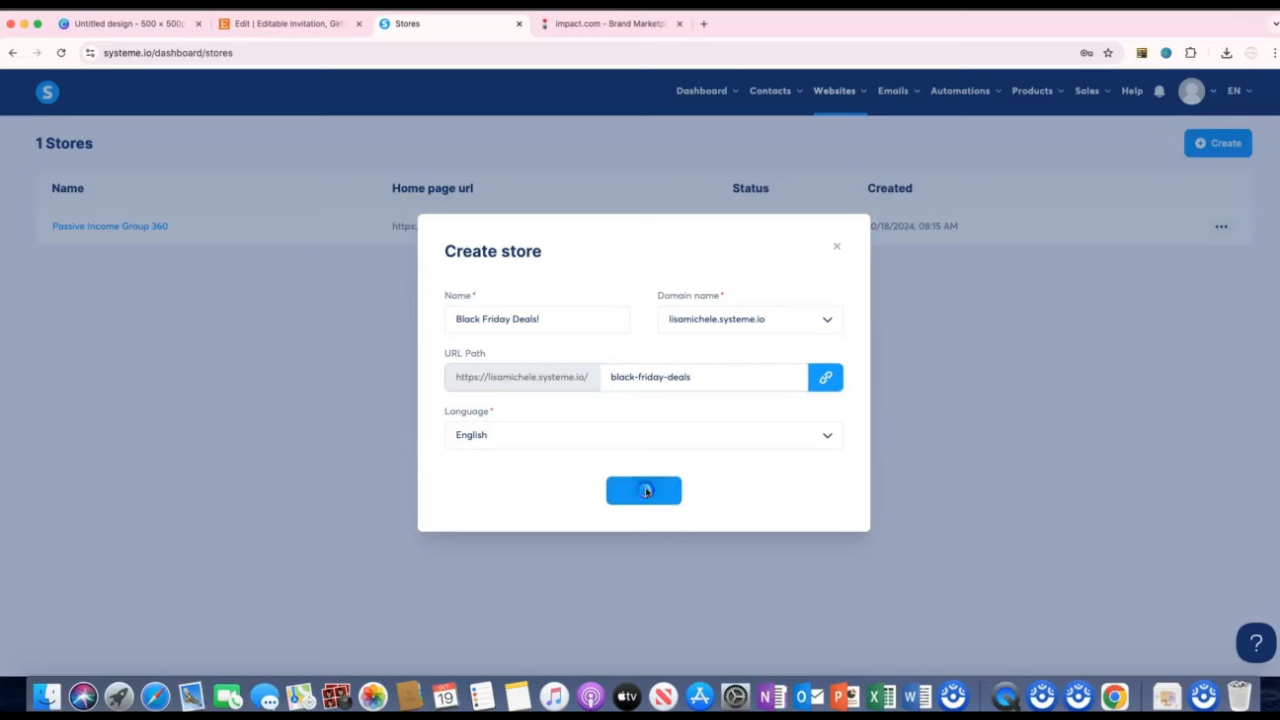 Untitled design - 500 × 500p
Edit | Editable Invitation, Girl
Stores
impact.com - Brand Marketp
systeme.io/dashboard/stores
S
Dashboard
Contacts
Websites
Emails
Automations
Products
Sales
Help
EN
1 Stores
Create
Name
Home page url
Status
Created
Passive Income Group 360
https:
0/18/2024, 08:15 AM
Create store
Name*
Domain name*
Black Friday Deals!
lisamichele.systeme.io
URL Path
https://lisamichele.systeme.io/
black-friday-deals
Language*
English
?
OCT
19
tv